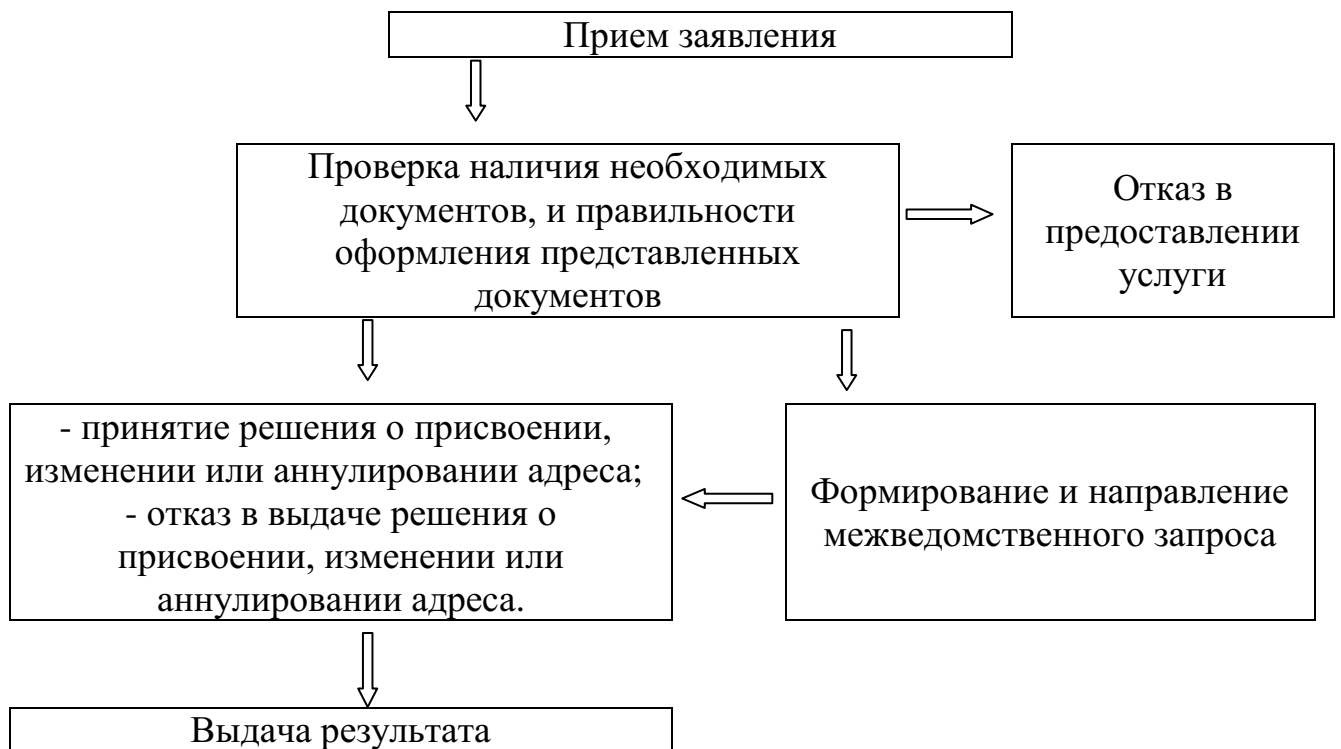 Прием заявления
Проверка наличия необходимых
документов, и правильности
оформления представленных
документов
Отказ в
предоставлении
услуги
- принятие решения о присвоении,
изменении или аннулировании адреса;
- отказ в выдаче решения о
присвоении, изменении или
аннулировании адреса.
Формирование и направление
межведомственного запроса
Выдача результата